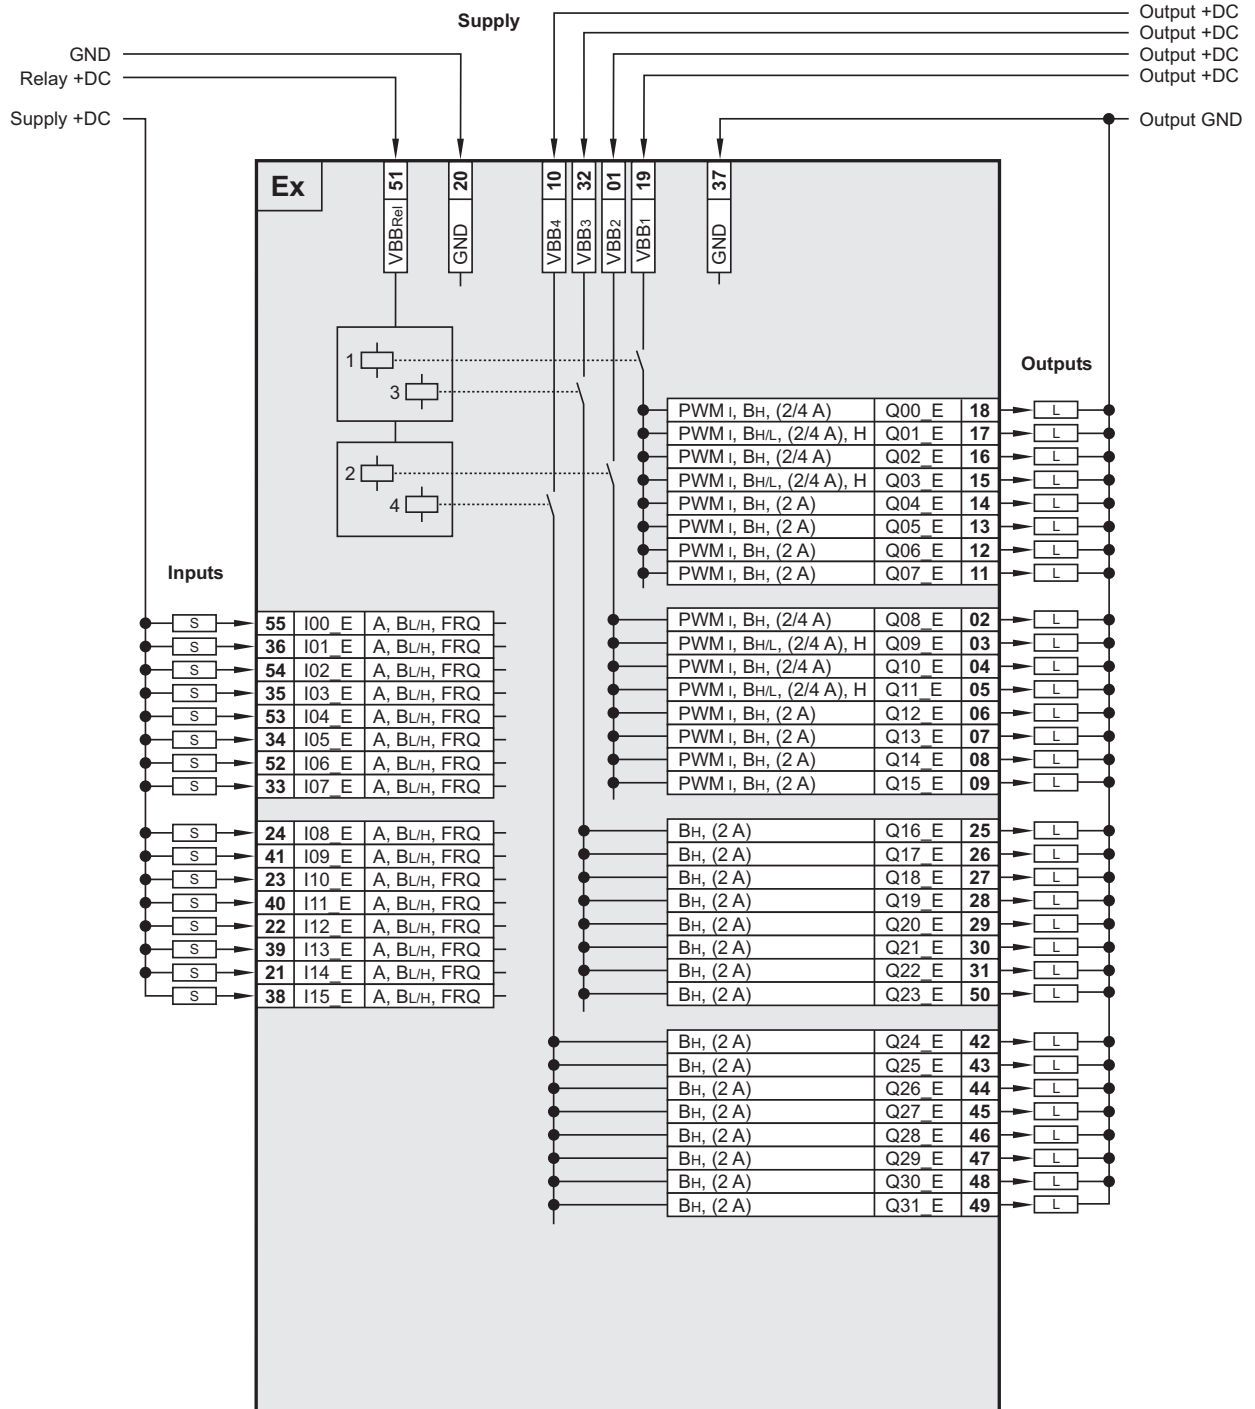 Supply
Output +DC
Output +DC
Output +DC
Output +DC
GND
Relay +DC
Supply +DC
Output GND
Ex
51 VBBRel
20 GND
10 VBB4
32 VBB3
01 VBB2
19 VBB1
37 GND
1
3
2
4
Outputs
PWM I, BH, (2/4 A) Q00_E 18 L
PWM I, BH/L, (2/4 A), H Q01_E 17 L
PWM I, BH, (2/4 A) Q02_E 16 L
PWM I, BH/L, (2/4 A), H Q03_E 15 L
PWM I, BH, (2 A) Q04_E 14 L
PWM I, BH, (2 A) Q05_E 13 L
PWM I, BH, (2 A) Q06_E 12 L
PWM I, BH, (2 A) Q07_E 11 L
PWM I, BH, (2/4 A) Q08_E 02 L
PWM I, BH/L, (2/4 A), H Q09_E 03 L
PWM I, BH, (2/4 A) Q10_E 04 L
PWM I, BH/L, (2/4 A), H Q11_E 05 L
PWM I, BH, (2 A) Q12_E 06 L
PWM I, BH, (2 A) Q13_E 07 L
PWM I, BH, (2 A) Q14_E 08 L
PWM I, BH, (2 A) Q15_E 09 L
BH, (2 A) Q16_E 25 L
BH, (2 A) Q17_E 26 L
BH, (2 A) Q18_E 27 L
BH, (2 A) Q19_E 28 L
BH, (2 A) Q20_E 29 L
BH, (2 A) Q21_E 30 L
BH, (2 A) Q22_E 31 L
BH, (2 A) Q23_E 50 L
BH, (2 A) Q24_E 42 L
BH, (2 A) Q25_E 43 L
BH, (2 A) Q26_E 44 L
BH, (2 A) Q27_E 45 L
BH, (2 A) Q28_E 46 L
BH, (2 A) Q29_E 47 L
BH, (2 A) Q30_E 48 L
BH, (2 A) Q31_E 49 L
Inputs
S 55 I00_E A, BL/H, FRQ
S 36 I01_E A, BL/H, FRQ
S 54 I02_E A, BL/H, FRQ
S 35 I03_E A, BL/H, FRQ
S 53 I04_E A, BL/H, FRQ
S 34 I05_E A, BL/H, FRQ
S 52 I06_E A, BL/H, FRQ
S 33 I07_E A, BL/H, FRQ
S 24 I08_E A, BL/H, FRQ
S 41 I09_E A, BL/H, FRQ
S 23 I10_E A, BL/H, FRQ
S 40 I11_E A, BL/H, FRQ
S 22 I12_E A, BL/H, FRQ
S 39 I13_E A, BL/H, FRQ
S 21 I14_E A, BL/H, FRQ
S 38 I15_E A, BL/H, FRQ